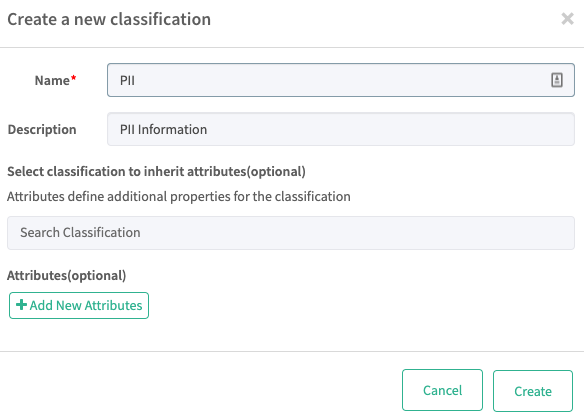 Create a new classification ×
Name* PII
Description PII Information
Select classification to inherit attributes(optional)
Attributes define additional properties for the classification
Search Classification
Attributes(optional)
+ Add New Attributes
Cancel Create